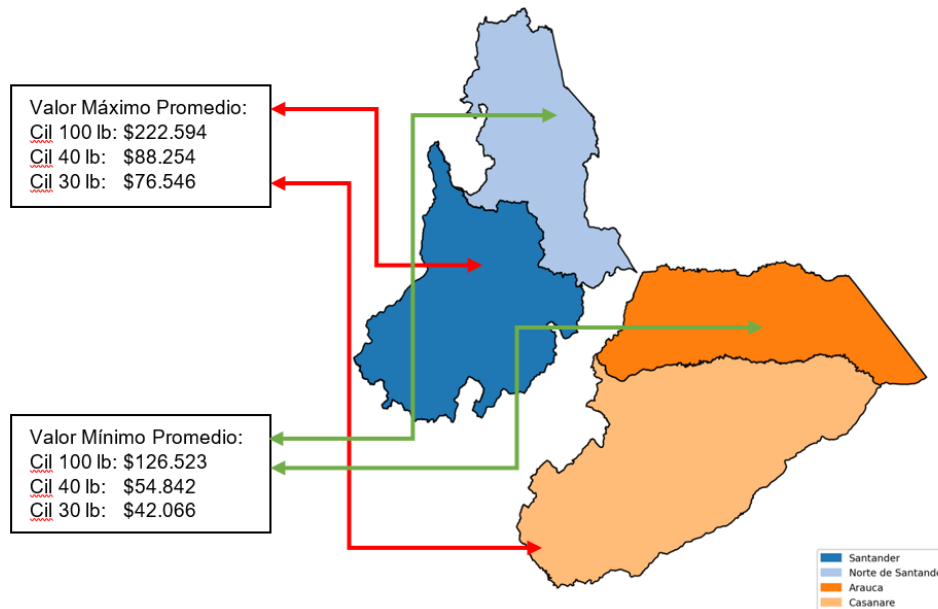 Valor Máximo Promedio:
Cil 100 lb: $222.594
Cil 40 lb: $88.254
Cil 30 lb: $76.546
Valor Mínimo Promedio:
Cil 100 lb: $126.523
Cil 40 lb: $54.842
Cil 30 lb: $42.066
Santander
Norte de Santand
Arauca
Casanare